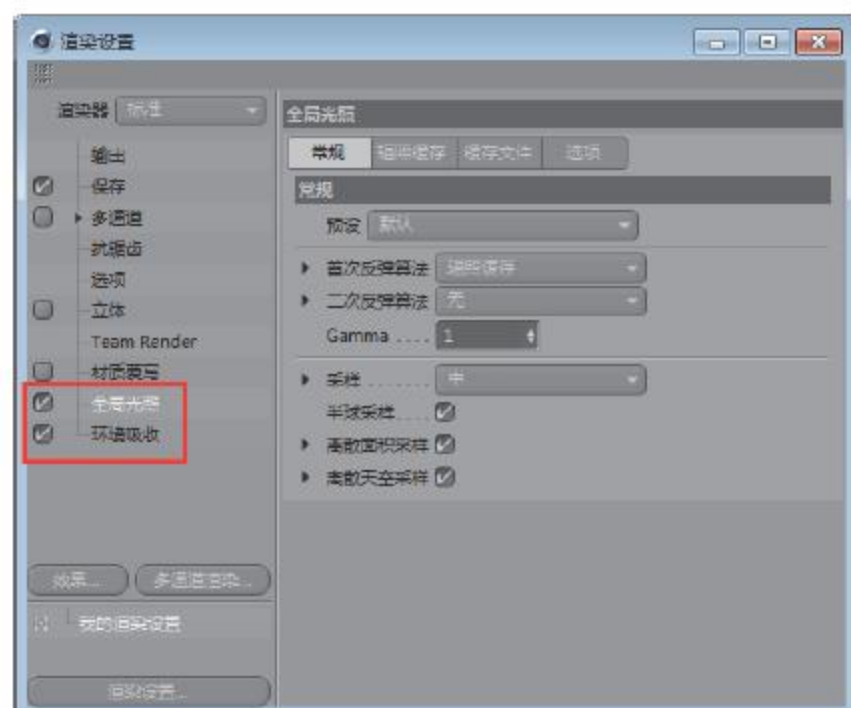 渲染设置
渲染器 标准
输出
保存
多通道
抗锯齿
选项
立体
Team Render
材质覆写
全局光照
环境吸收
效果...
多通道渲染...
我的渲染设置
渲染设置...
全局光照
常规 辐照缓存 缓存文件 选项
常规
预设 默认
首次反弹算法 辐照缓存
二次反弹算法 无
Gamma .... 1
采样 ....... 中
半球采样 ...
离散面积采样
离散天空采样